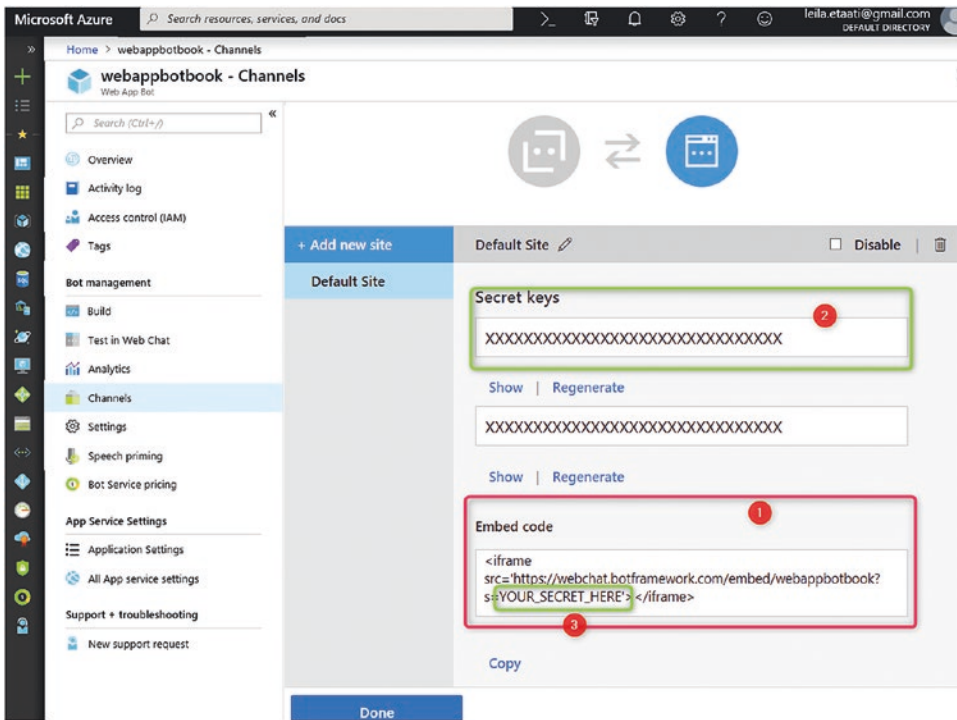 Microsoft Azure
Search resources, services, and docs
leila.etaati@gmail.com
DEFAULT DIRECTORY
Home > webappbotbook - Channels
webappbotbook - Channels
Web App Bot
Search (Ctrl+/)
Overview
Activity log
Access control (IAM)
Tags
Bot management
Build
Test in Web Chat
Analytics
Channels
Settings
Speech priming
Bot Service pricing
App Service Settings
Application Settings
All App service settings
Support + troubleshooting
New support request
+ Add new site
Default Site
Default Site
Disable
Secret keys
2
XXXXXXXXXXXXXXXXXXXXXXXXXXXXXXXX
Show | Regenerate
XXXXXXXXXXXXXXXXXXXXXXXXXXXXXXXX
Show | Regenerate
1
Embed code
<iframe
src='https://webchat.botframework.com/embed/webappbotbook?
s=YOUR_SECRET_HERE'></iframe>
3
Copy
Done